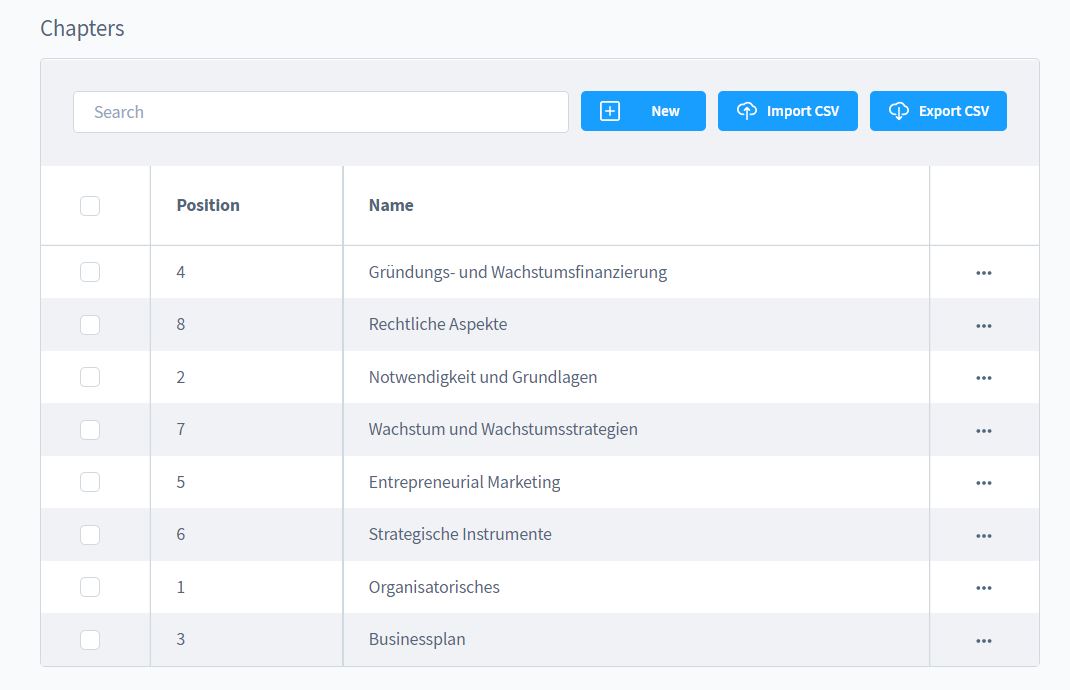 Chapters
Search New Import CSV Export CSV
Position Name
4 Gründungs- und Wachstumsfinanzierung
8 Rechtliche Aspekte
2 Notwendigkeit und Grundlagen
7 Wachstum und Wachstumsstrategien
5 Entrepreneurial Marketing
6 Strategische Instrumente
1 Organisatorisches
3 Businessplan